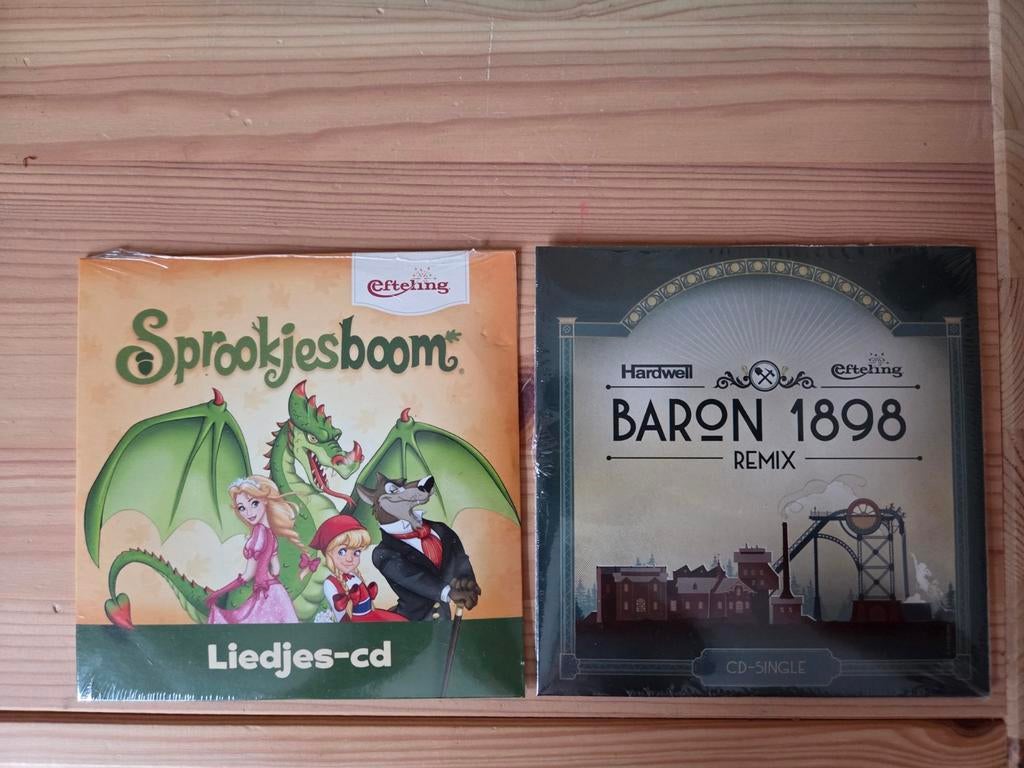 Efteling
Sprookjesboom®
Liedjes-cd
Hardwell
Efteling
BARON 1898
REMIX
CD-SINGLE